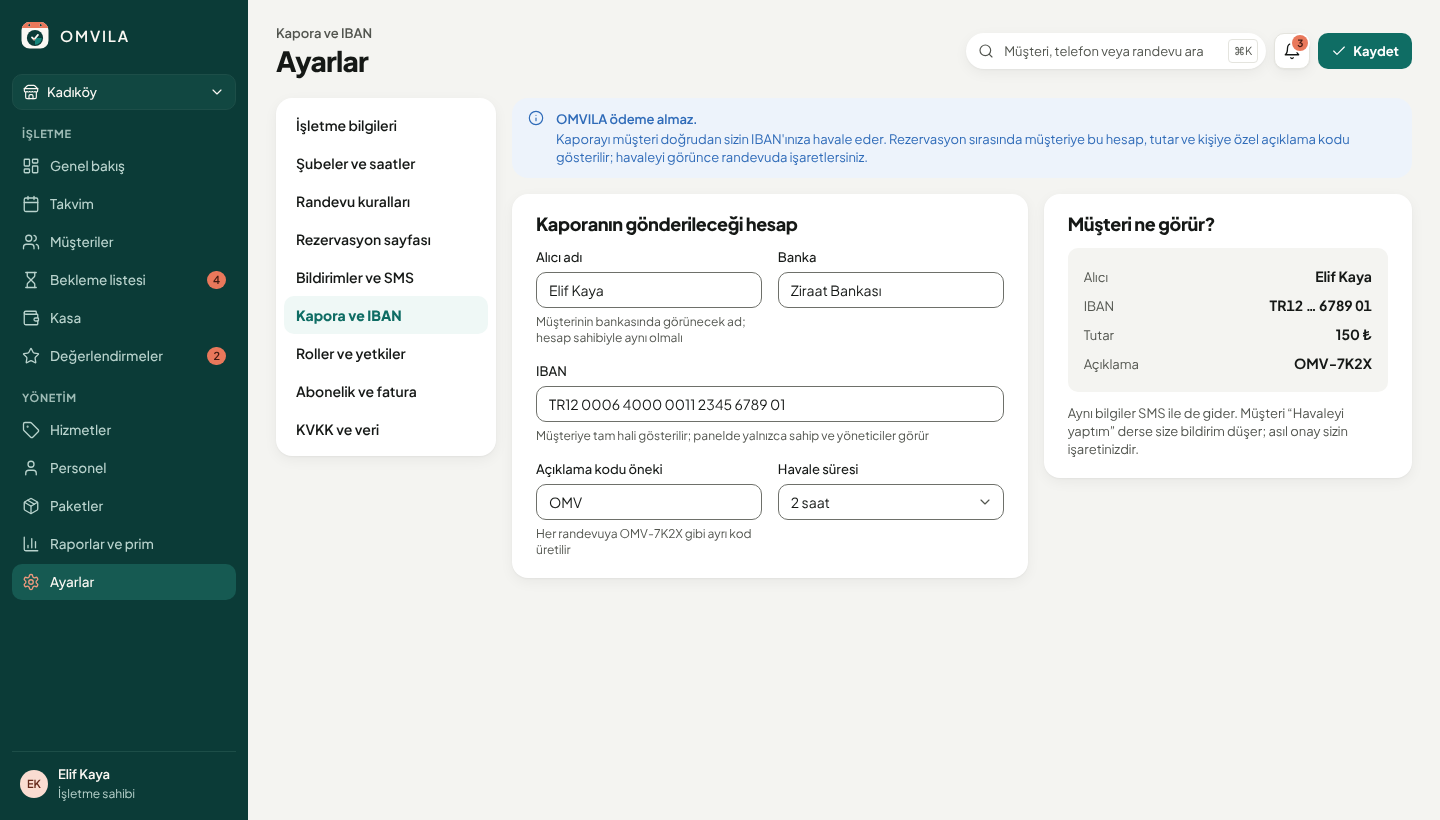 OMVILA
Kadıköy
İŞLETME
Genel bakış
Takvim
Müşteriler
Bekleme listesi
4
Kasa
Değerlendirmeler
2
YÖNETİM
Hizmetler
Personel
Paketler
Raporlar ve prim
Ayarlar
EK
Elif Kaya
İşletme sahibi
Kapora ve IBAN
Ayarlar
Müşteri, telefon veya randevu ara
⌘K
3
Kaydet
İşletme bilgileri
Şubeler ve saatler
Randevu kuralları
Rezervasyon sayfası
Bildirimler ve SMS
Kapora ve IBAN
Roller ve yetkiler
Abonelik ve fatura
KVKK ve veri
OMVILA ödeme almaz.
Kaporayı müşteri doğrudan sizin IBAN'ınıza havale eder. Rezervasyon sırasında müşteriye bu hesap, tutar ve kişiye özel açıklama kodu
gösterilir; havaleyi görünce randevuda işaretlersiniz.
Kaporanın gönderileceği hesap
Alıcı adı
Elif Kaya
Müşterinin bankasında görünecek ad;
hesap sahibiyle aynı olmalı
Banka
Ziraat Bankası
IBAN
TR12 0006 4000 0011 2345 6789 01
Müşteriye tam hali gösterilir; panelde yalnızca sahip ve yöneticiler görür
Açıklama kodu öneki
OMV
Her randevuya OMV-7K2X gibi ayrı kod
üretilir
Havale süresi
2 saat
Müşteri ne görür?
Alıcı Elif Kaya
IBAN TR12 … 6789 01
Tutar 150 ₺
Açıklama OMV-7K2X
Aynı bilgiler SMS ile de gider. Müşteri “Havaleyi
yaptım” derse size bildirim düşer; asıl onay sizin
işaretinizdir.